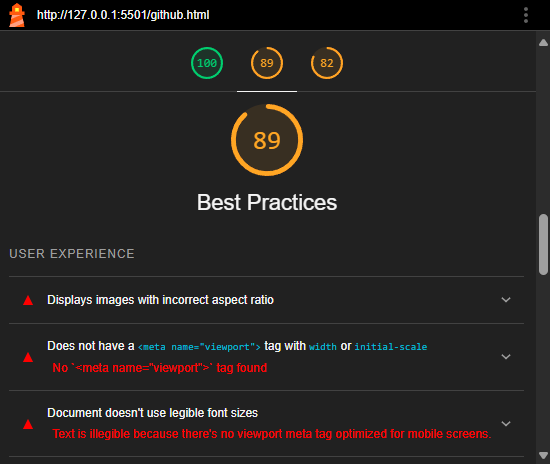 http://127.0.0.1:5501/github.html
100 89 82
89
Best Practices
USER EXPERIENCE
Displays images with incorrect aspect ratio
Does not have a <meta name="viewport"> tag with width or initial-scale
No `<meta name="viewport">` tag found
Document doesn't use legible font sizes
Text is illegible because there's no viewport meta tag optimized for mobile screens.